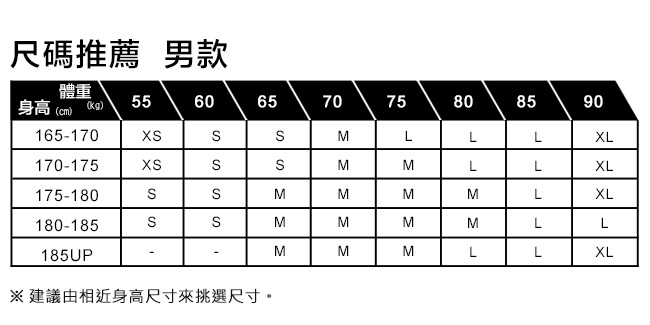 尺碼推薦 男款
體重 (kg) 身高 (cm) 55 60 65 70 75 80 85 90
165-170 XS S S M L L L XL
170-175 XS S S M M L L XL
175-180 S S M M M M L XL
180-185 S S M M M M L L
185UP - - M M M L L XL
※ 建議由相近身高尺寸來挑選尺寸。